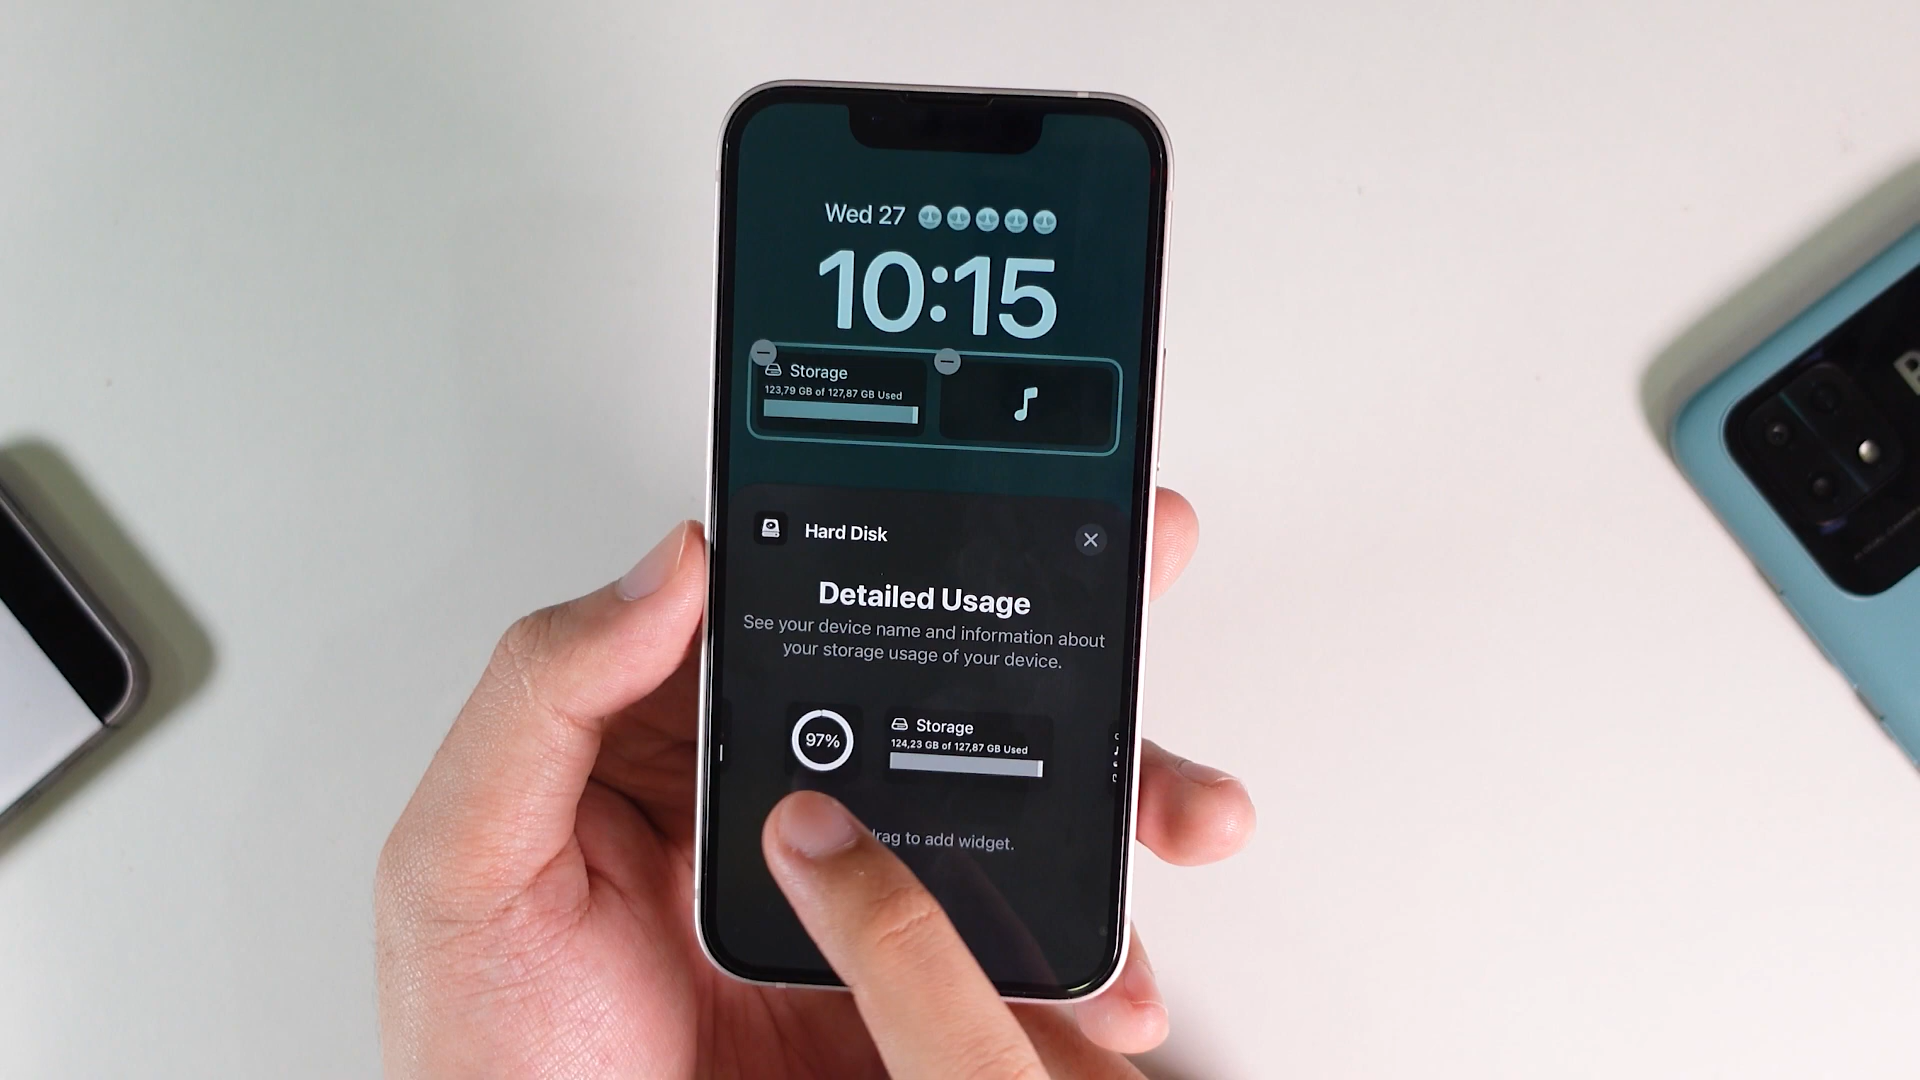 Wed 27
10:15
Storage
123,79 GB of 127,87 GB Used
Hard Disk
Detailed Usage
See your device name and information about
your storage usage of your device.
97%
Storage
124,23 GB of 127,87 GB Used
to add widget.